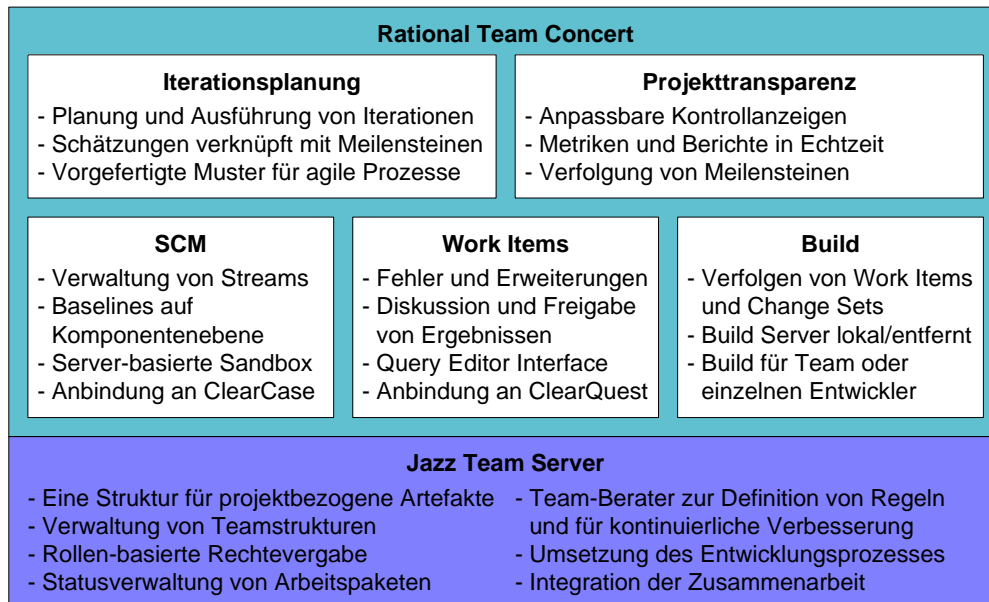 Rational Team Concert
Iterationsplanung
- Planung und Ausführung von Iterationen
- Schätzungen verknüpft mit Meilensteinen
- Vorgefertigte Muster für agile Prozesse
Projekttransparenz
- Anpassbare Kontrollanzeigen
- Metriken und Berichte in Echtzeit
- Verfolgung von Meilensteinen
SCM
- Verwaltung von Streams
- Baselines auf
Komponentenebene
- Server-basierte Sandbox
- Anbindung an ClearCase
Work Items
- Fehler und Erweiterungen
- Diskussion und Freigabe
von Ergebnissen
- Query Editor Interface
- Anbindung an ClearQuest
Build
- Verfolgen von Work Items
und Change Sets
- Build Server lokal/entfernt
- Build für Team oder
einzelnen Entwickler
Jazz Team Server
- Eine Struktur für projektbezogene Artefakte
- Verwaltung von Teamstrukturen
- Rollen-basierte Rechtevergabe
- Statusverwaltung von Arbeitspaketen
- Team-Berater zur Definition von Regeln
und für kontinuierliche Verbesserung
- Umsetzung des Entwicklungsprozesses
- Integration der Zusammenarbeit